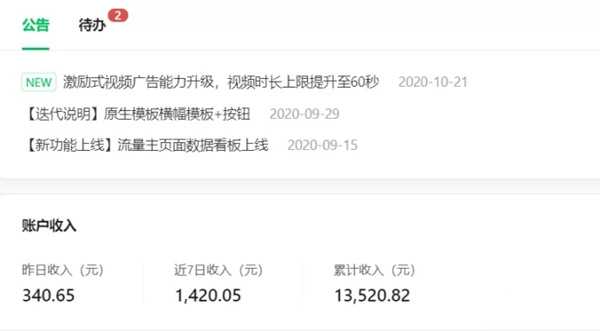 公告 待办 2
NEW 激励式视频广告能力升级，视频时长上限提升至60秒 2020-10-21
【迭代说明】原生模板横幅模板+按钮 2020-09-29
【新功能上线】流量主页面数据看板上线 2020-09-15
账户收入
昨日收入（元） 近7日收入（元） 累计收入（元）
340.65 1,420.05 13,520.82